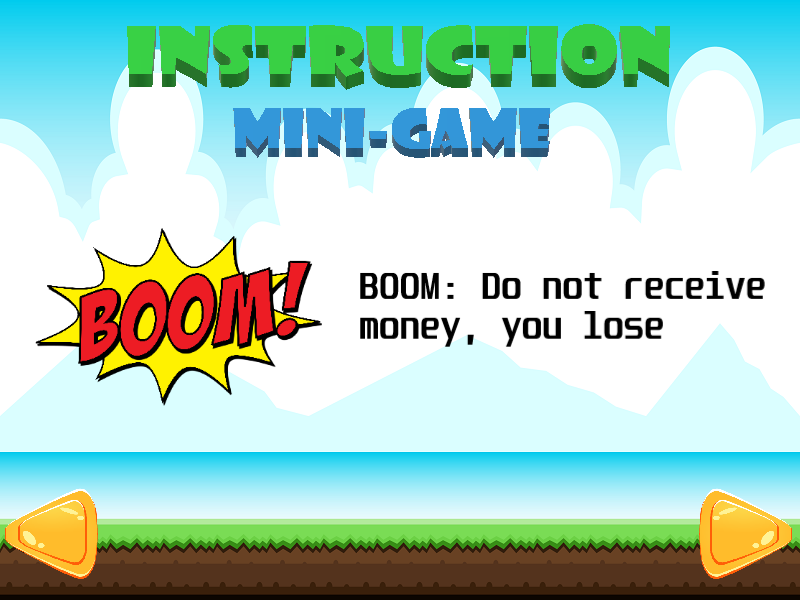 INSTRUCTION
MINI-GAME
BOOM!
BOOM: Do not receive
money, you lose